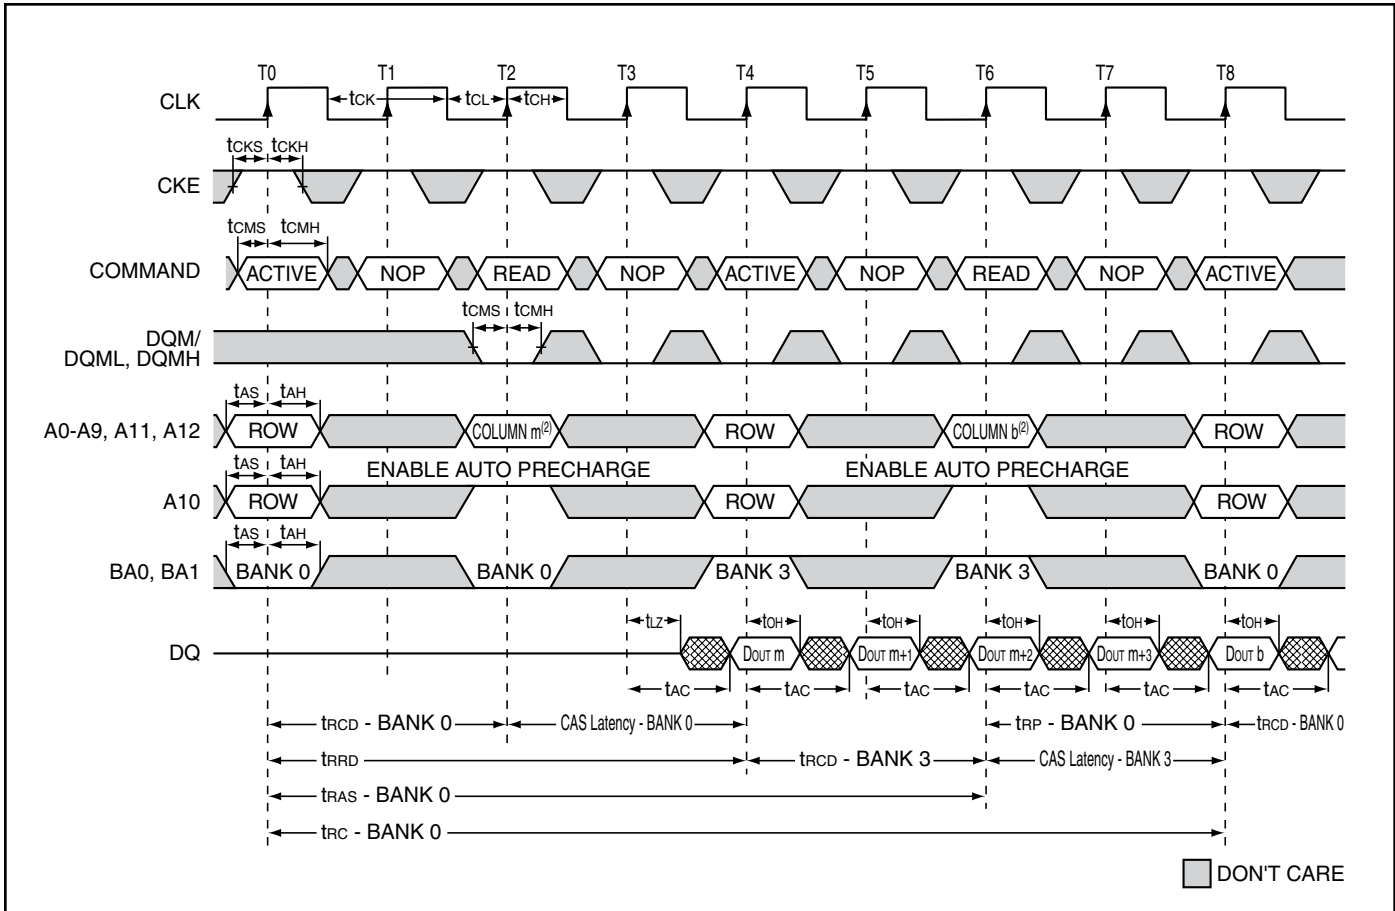 T0 T1 T2 T3 T4 T5 T6 T7 T8
CLK tCK tCL tCH
tCKS tCKH
CKE
tCMS tCMH
COMMAND ACTIVE NOP READ NOP ACTIVE NOP READ NOP ACTIVE
tCMS tCMH
DQM/
DQML, DQMH
tAS tAH
A0-A9, A11, A12 ROW COLUMN m(2) ROW COLUMN b(2) ROW
tAS tAH ENABLE AUTO PRECHARGE ENABLE AUTO PRECHARGE
A10 ROW ROW ROW
tAS tAH
BA0, BA1 BANK 0 BANK 0 BANK 3 BANK 3 BANK 0
tLZ tOH tOH tOH tOH tOH
DQ DOUT m DOUT m+1 DOUT m+2 DOUT m+3 DOUT b
tAC tAC tAC tAC tAC tAC
tRCD - BANK 0 CAS Latency - BANK 0 tRP - BANK 0 tRCD - BANK 0
tRRD tRCD - BANK 3 CAS Latency - BANK 3
tRAS - BANK 0
tRC - BANK 0
DON'T CARE